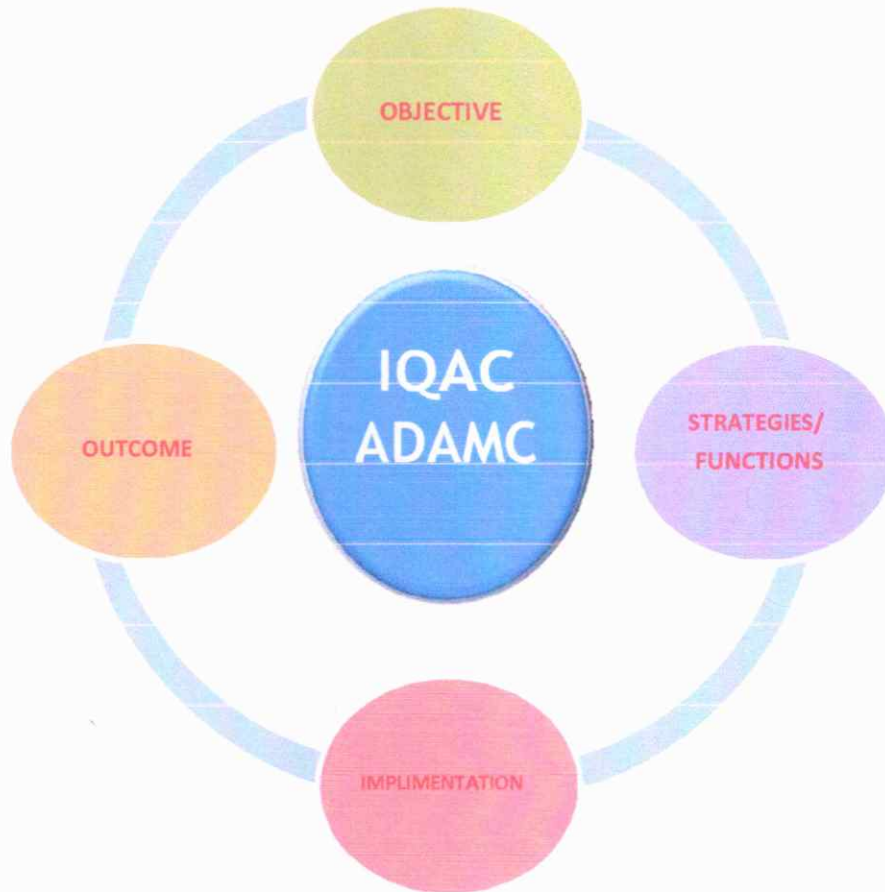 OBJECTIVE
IQAC
ADAMC
STRATEGIES/
FUNCTIONS
OUTCOME
IMPLIMENTATION